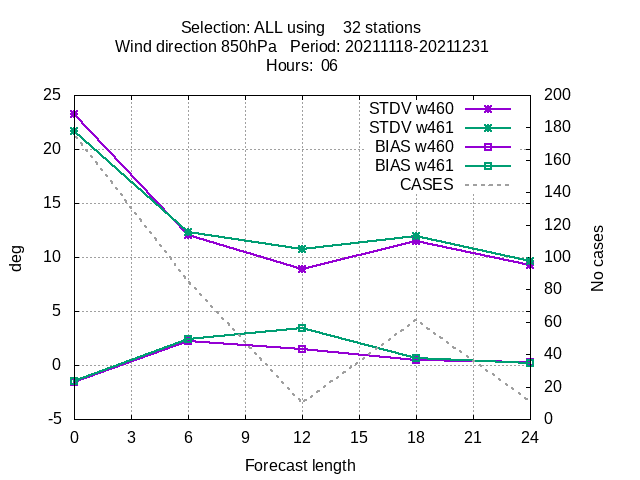 Selection: ALL using    32 stations
Wind direction 850hPa   Period: 20211118-20211231
Hours:  06
STDV w460
STDV w461
BIAS w460
BIAS w461
CASES
25
20
15
10
5
0
-5
deg
200
180
160
140
120
100
80
60
40
20
0
No cases
0 3 6 9 12 15 18 21 24
Forecast length